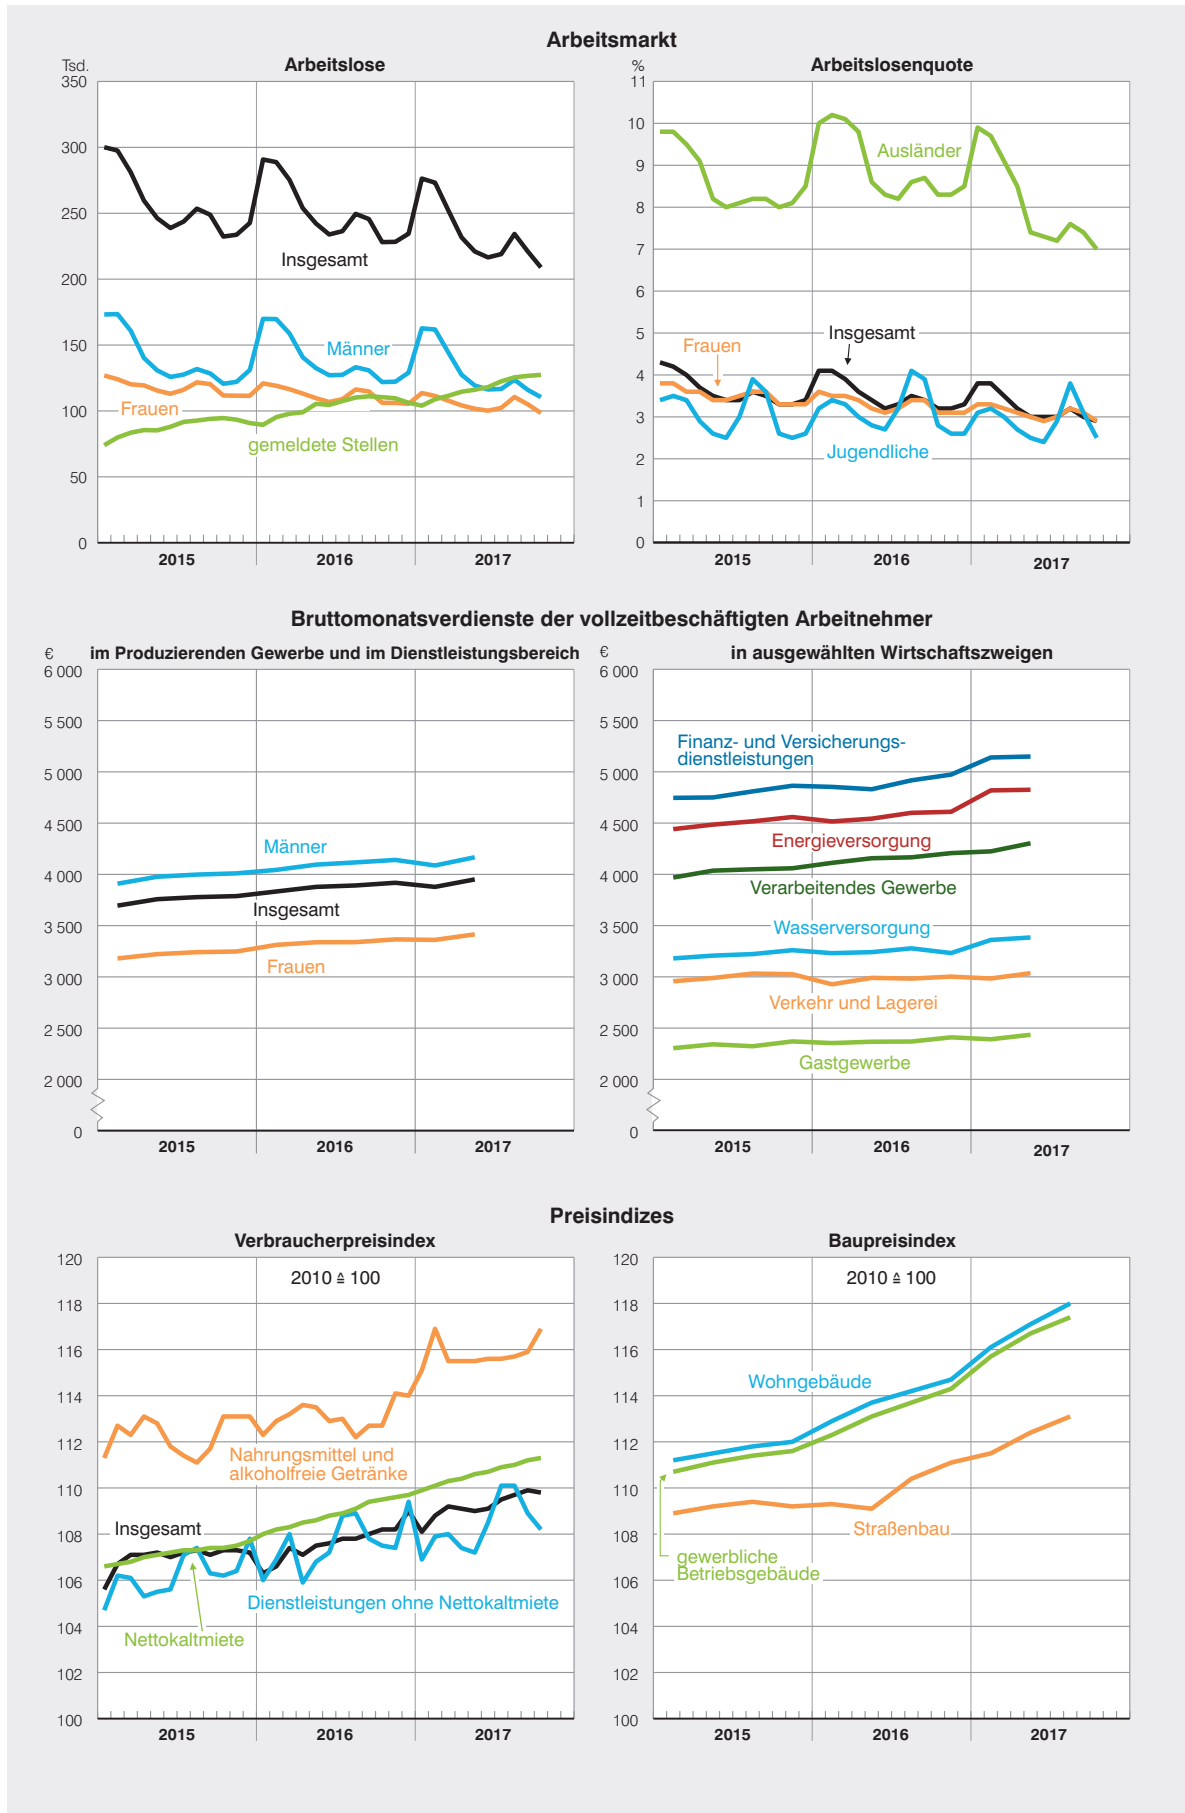 Arbeitsmarkt
Arbeitslose
Tsd.
350
300
250
200
150
100
50
0
Insgesamt
Männer
Frauen
gemeldete Stellen
2015 2016 2017
Arbeitslosenquote
%
11
10
9
8
7
6
5
4
3
2
1
0
Ausländer
Insgesamt
Frauen
Jugendliche
2015 2016 2017
Bruttomonatsverdienste der vollzeitbeschäftigten Arbeitnehmer
im Produzierenden Gewerbe und im Dienstleistungsbereich
€
6 000
5 500
5 000
4 500
4 000
3 500
3 000
2 500
2 000
0
Männer
Insgesamt
Frauen
2015 2016 2017
in ausgewählten Wirtschaftszweigen
€
6 000
5 500
5 000
4 500
4 000
3 500
3 000
2 500
2 000
0
Finanz- und Versicherungs-
dienstleistungen
Energieversorgung
Verarbeitendes Gewerbe
Wasserversorgung
Verkehr und Lagerei
Gastgewerbe
2015 2016 2017
Preisindizes
Verbraucherpreisindex
2010 ≙ 100
120
118
116
114
112
110
108
106
104
102
100
Nahrungsmittel und
alkoholfreie Getränke
Insgesamt
Dienstleistungen ohne Nettokaltmiete
Nettokaltmiete
2015 2016 2017
Baupreisindex
2010 ≙ 100
120
118
116
114
112
110
108
106
104
102
100
Wohngebäude
Straßenbau
gewerbliche
Betriebsgebäude
2015 2016 2017